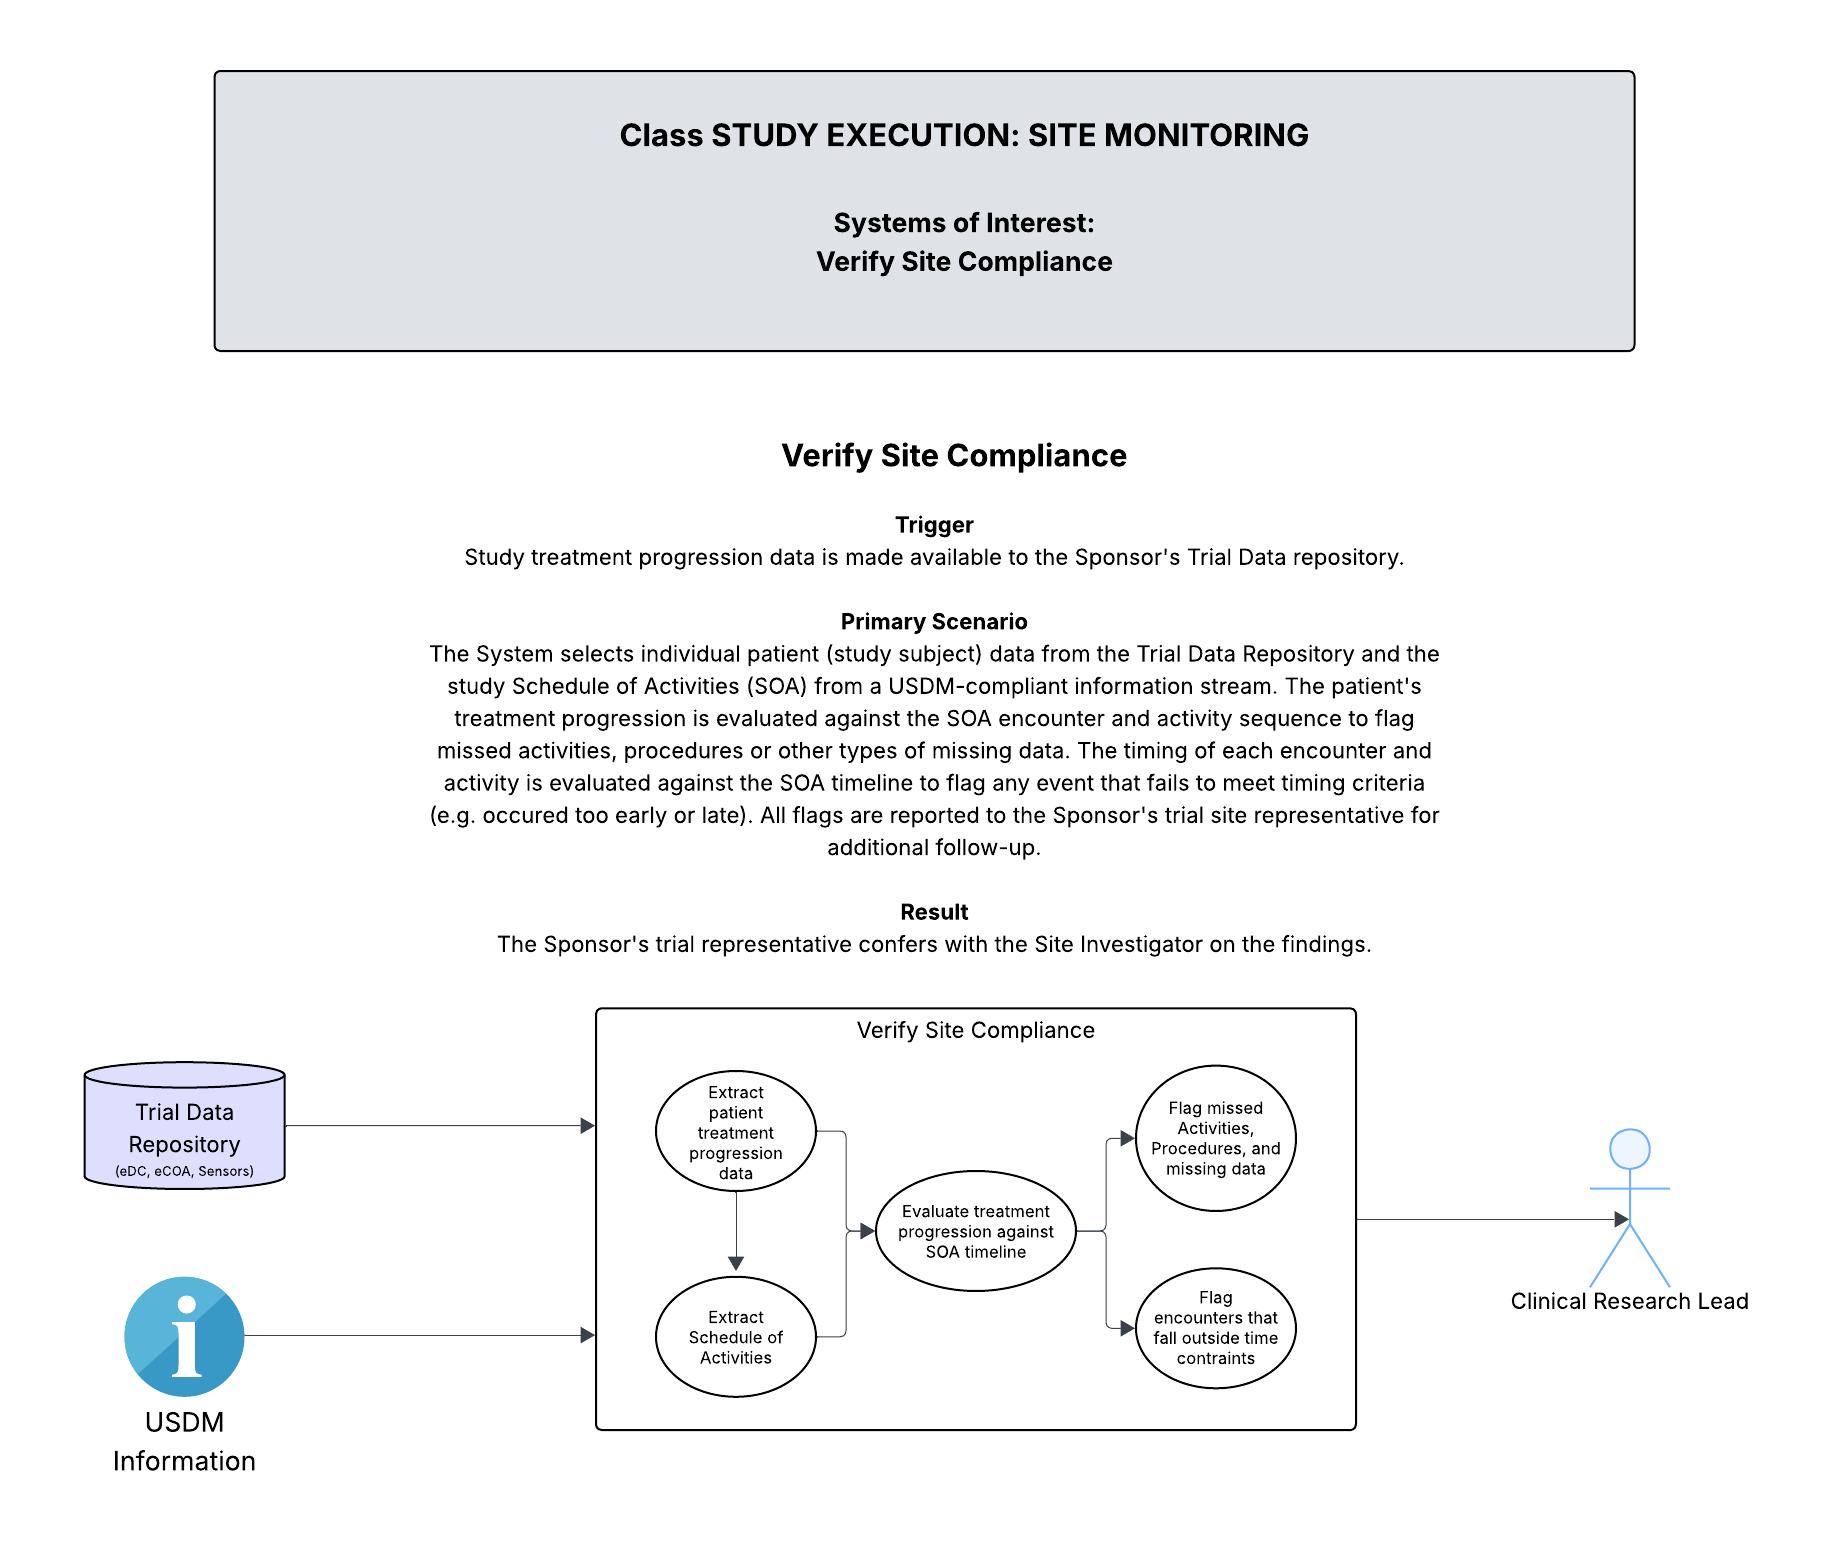 Class STUDY EXECUTION: SITE MONITORING
Systems of Interest:
Verify Site Compliance
Verify Site Compliance
Trigger
Study treatment progression data is made available to the Sponsor's Trial Data repository.
Primary Scenario
The System selects individual patient (study subject) data from the Trial Data Repository and the
study Schedule of Activities (SOA) from a USDM-compliant information stream. The patient's
treatment progression is evaluated against the SOA encounter and activity sequence to flag
missed activities, procedures or other types of missing data. The timing of each encounter and
activity is evaluated against the SOA timeline to flag any event that fails to meet timing criteria
(e.g. occured too early or late). All flags are reported to the Sponsor's trial site representative for
additional follow-up.
Result
The Sponsor's trial representative confers with the Site Investigator on the findings.
Verify Site Compliance
Trial Data
Repository
(eDC, eCOA, Sensors)
USDM
Information
Extract
patient
treatment
progression
data
Extract
Schedule of
Activities
Evaluate treatment
progression against
SOA timeline
Flag missed
Activities,
Procedures, and
missing data
Flag
encounters that
fall outside time
contraints
Clinical Research Lead